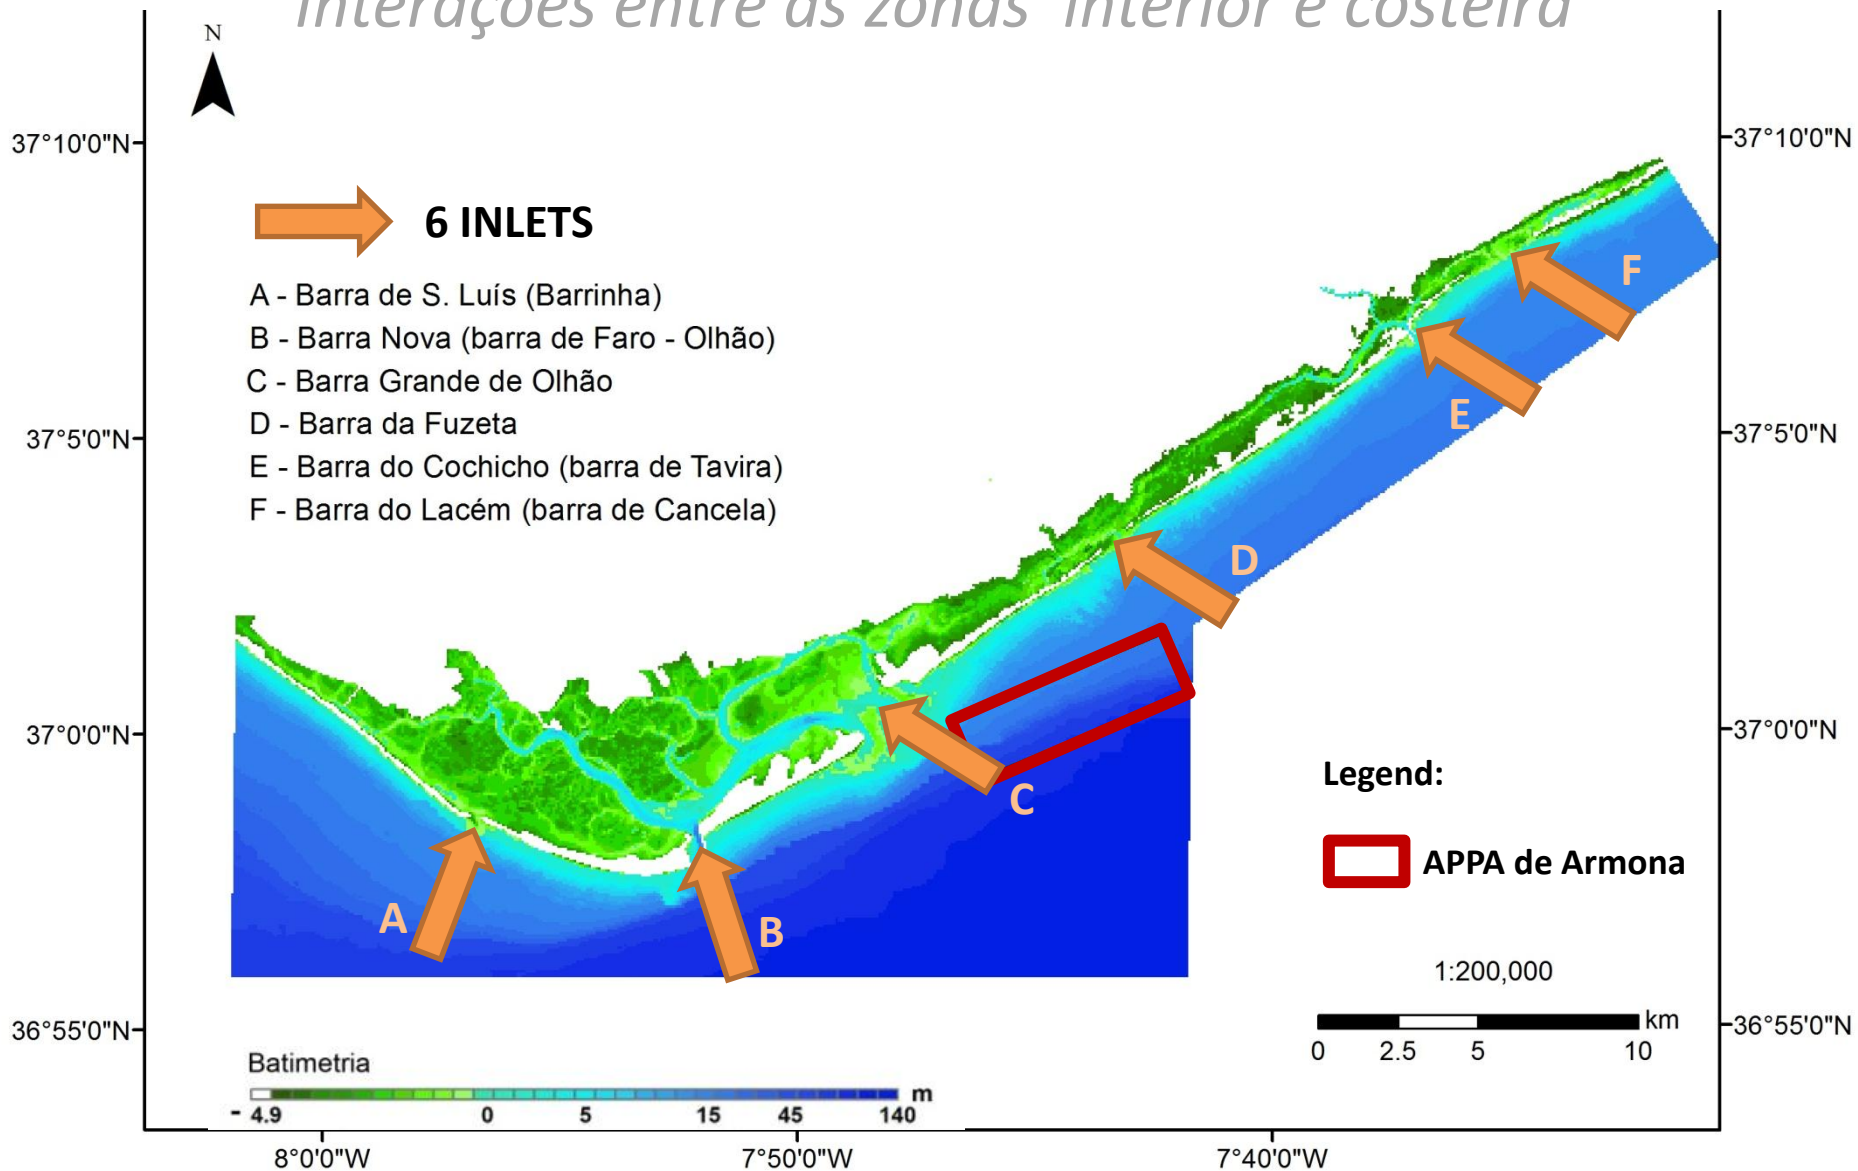 Interações entre as zonas interior e costeira
N
37°10'0"N
37°10'0"N
6 INLETS
A - Barra de S. Luís (Barrinha)
B - Barra Nova (barra de Faro - Olhão)
C - Barra Grande de Olhão
D - Barra da Fuzeta
E - Barra do Cochicho (barra de Tavira)
F - Barra do Lacém (barra de Cancela)
F
E
37°5'0"N
37°5'0"N
D
37°0'0"N
37°0'0"N
C
A
B
Legend:
APPA de Armona
1:200,000
km
0 2.5 5 10
36°55'0"N
36°55'0"N
Batimetria
m
- 4.9 0 5 15 45 140
8°0'0"W 7°50'0"W 7°40'0"W